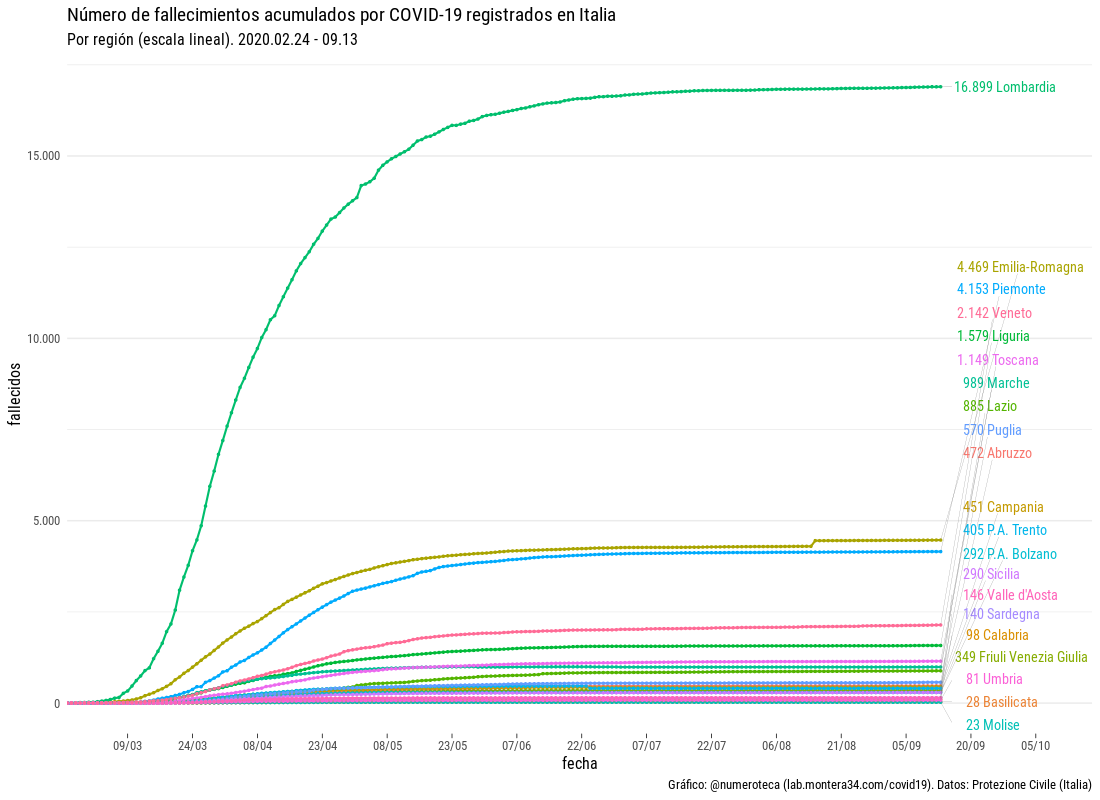 Número de fallecimientos acumulados por COVID-19 registrados en Italia
Por región (escala lineal). 2020.02.24 - 09.13
16.899 Lombardia
15.000
4.469 Emilia-Romagna
4.153 Piemonte
2.142 Veneto
1.579 Liguria
10.000
1.149 Toscana
989 Marche
885 Lazio
570 Puglia
472 Abruzzo
fallecidos
451 Campania
5.000
405 P.A. Trento
292 P.A. Bolzano
290 Sicilia
146 Valle d'Aosta
140 Sardegna
98 Calabria
349 Friuli Venezia Giulia
81 Umbria
28 Basilicata
0
23 Molise
09/03 24/03 08/04 23/04 08/05 23/05 07/06 22/06 07/07 22/07 06/08 21/08 05/09 20/09 05/10
fecha
Gráfico: @numeroteca (lab.montera34.com/covid19). Datos: Protezione Civile (Italia)